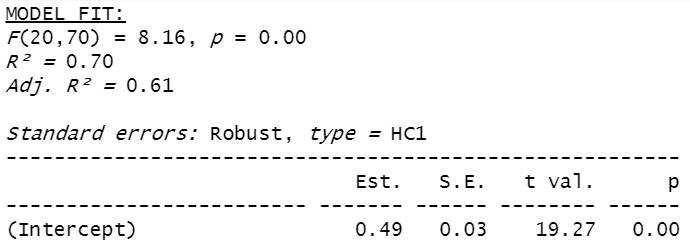 MODEL FIT:
F(20,70) = 8.16, p = 0.00
R² = 0.70
Adj. R² = 0.61
Standard errors: Robust, type = HC1
--------------------------------------------------------
Est. S.E. t val. p
------------------------- ------- ------ -------- ------
(Intercept) 0.49 0.03 19.27 0.00